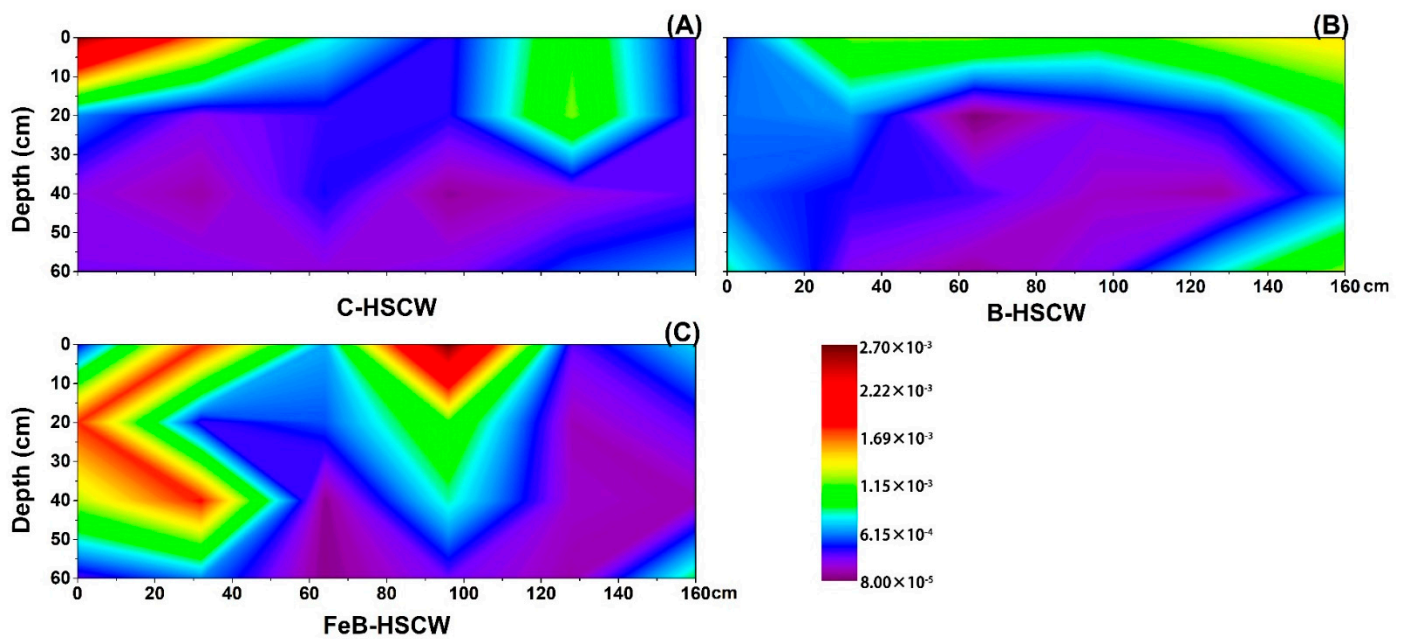 (A)
0
10
20
30
40
50
60
Depth (cm)
C-HSCW
(B)
0 20 40 60 80 100 120 140 160 cm
B-HSCW
(C)
0
10
20
30
40
50
60
Depth (cm)
0 20 40 60 80 100 120 140 160 cm
FeB-HSCW
2.70×10⁻³
2.22×10⁻³
1.69×10⁻³
1.15×10⁻³
6.15×10⁻⁴
8.00×10⁻⁵